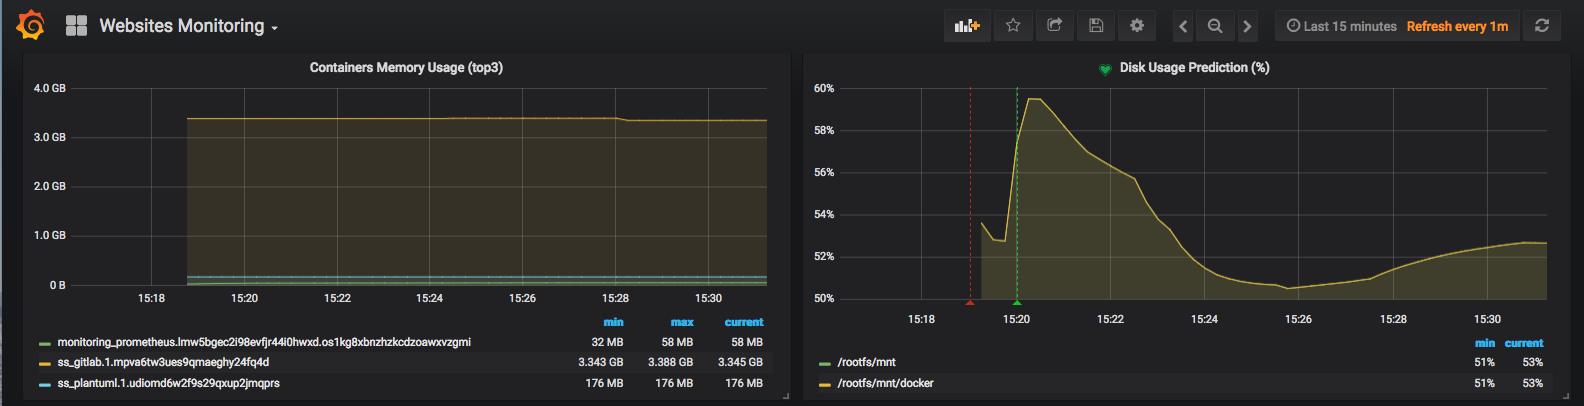 Websites Monitoring
Last 15 minutes Refresh every 1m
Containers Memory Usage (top3)
4.0 GB
3.0 GB
2.0 GB
1.0 GB
0 B
15:18 15:20 15:22 15:24 15:26 15:28 15:30
min max current
monitoring_prometheus.lmw5bgec2i98evfjr44i0hwxd.os1kg8xbnzhzkcdzoawxvzgmi 32 MB 58 MB 58 MB
ss_gitlab.1.mpva6tw3ues9qmaeghy24fq4d 3.343 GB 3.388 GB 3.345 GB
ss_plantuml.1.udiomd6w2f9s29qxup2jmqprs 176 MB 176 MB 176 MB
Disk Usage Prediction (%)
60%
58%
56%
54%
52%
50%
15:18 15:20 15:22 15:24 15:26 15:28 15:30
min current
/rootfs/mnt 51% 53%
/rootfs/mnt/docker 51% 53%